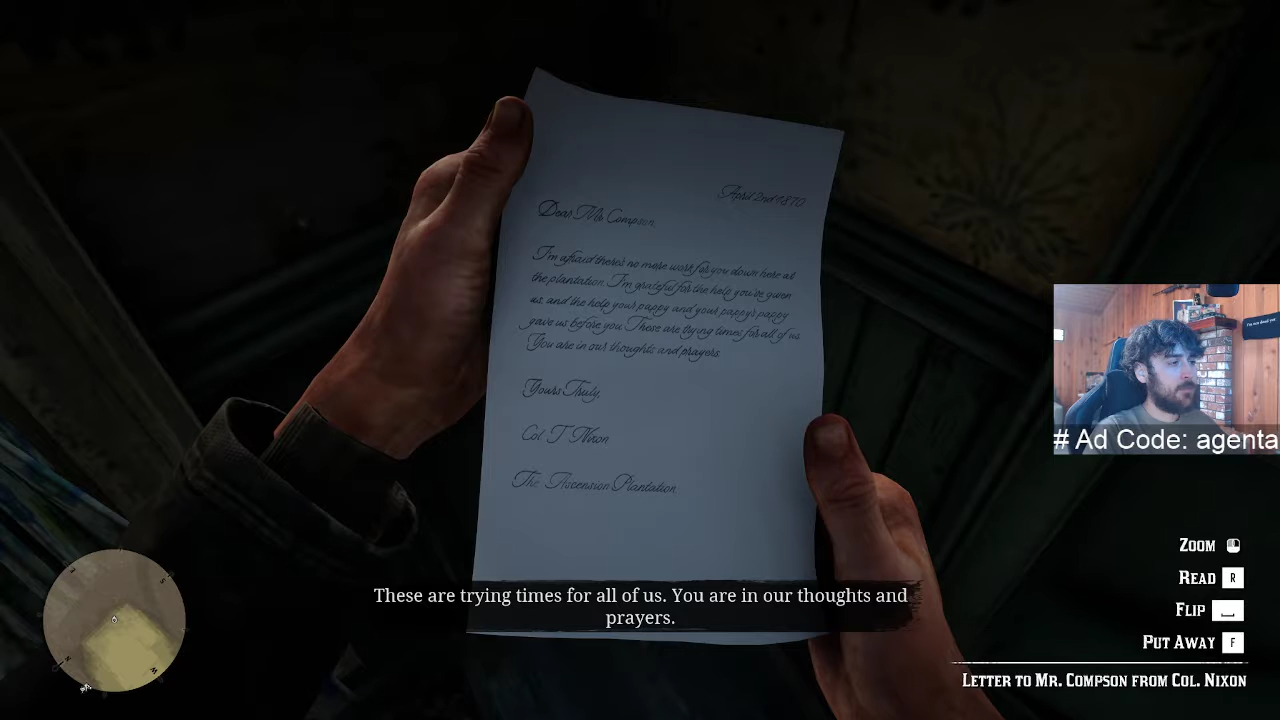 April 2nd 1870
Dear Mr Compson,
I'm afraid there's no more work for you down here at
the plantation. I'm grateful for the help you've given
us, and the help your pappy and your pappy's pappy
gave us before you. These are trying times for all of us.
You are in our thoughts and prayers.
Yours Truly,
Col. T Nixon
The Ascension Plantation
These are trying times for all of us. You are in our thoughts and
prayers.
# Ad Code: agenta
ZOOM
READ R
FLIP
PUT AWAY F
LETTER TO MR. COMPSON FROM COL. NIXON